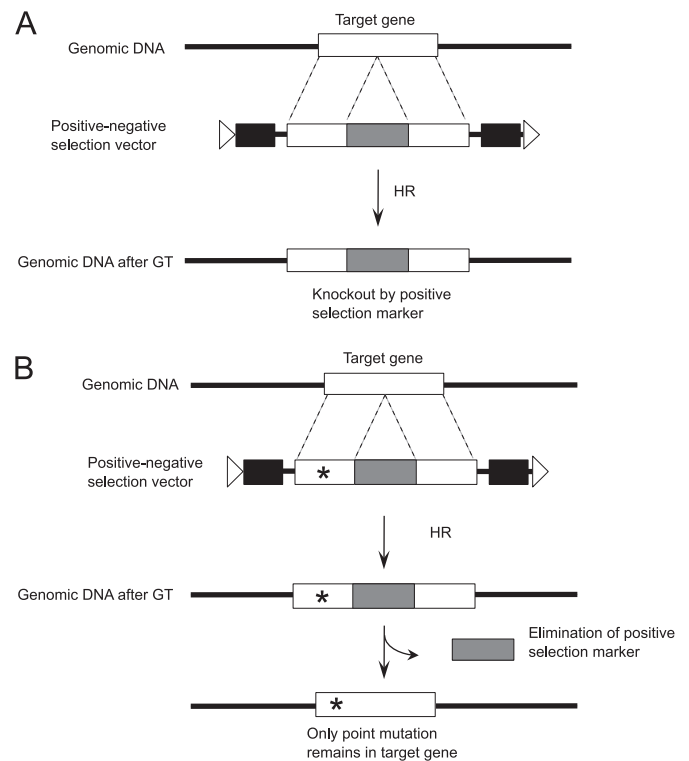 A
Target gene
Genomic DNA
Positive-negative
selection vector
HR
Genomic DNA after GT
Knockout by positive
selection marker
B
Target gene
Genomic DNA
Positive-negative
selection vector
*
HR
Genomic DNA after GT
*
Elimination of positive
selection marker
*
Only point mutation
remains in target gene